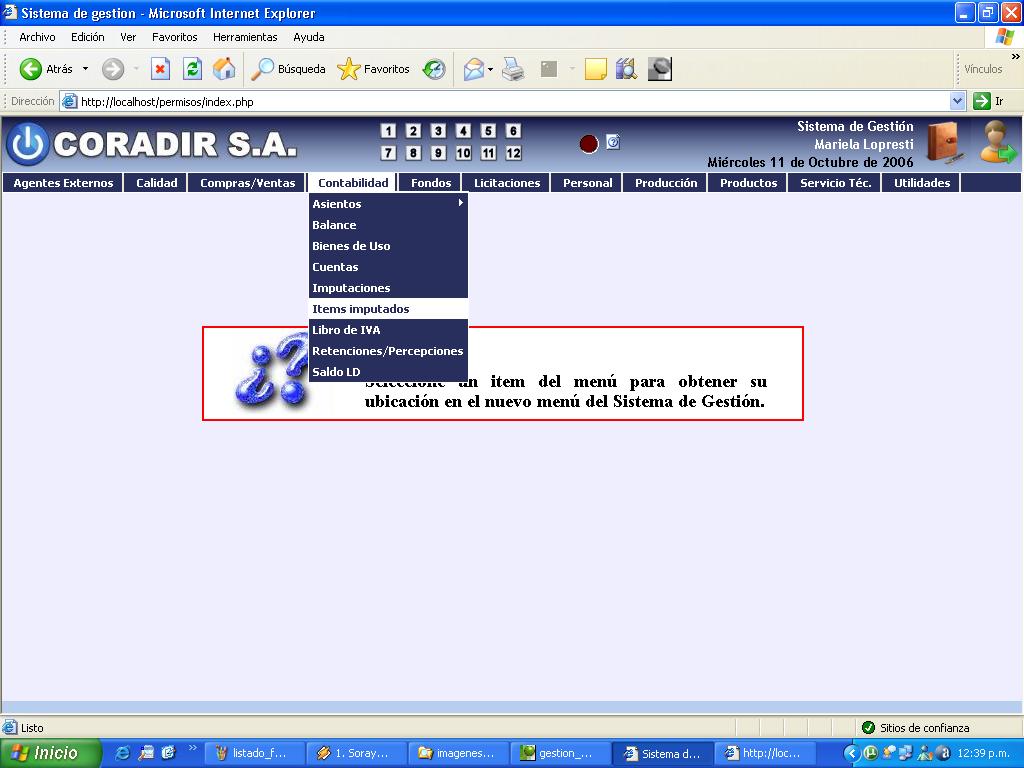 Sistema de gestion - Microsoft Internet Explorer
Archivo Edición Ver Favoritos Herramientas Ayuda
Atrás Búsqueda Favoritos Vínculos »
Dirección http://localhost/permisos/index.php Ir
CORADIR S.A.
1 2 3 4 5 6
7 8 9 10 11 12
Sistema de Gestión
Mariela Lopresti
Miércoles 11 de Octubre de 2006
Agentes Externos Calidad Compras/Ventas Contabilidad Fondos Licitaciones Personal Producción Productos Servicio Téc. Utilidades
Asientos
Balance
Bienes de Uso
Cuentas
Imputaciones
Items imputados
Libro de IVA
Retenciones/Percepciones
Saldo LD
¿?
Seleccione un item del menú para obtener su
ubicación en el nuevo menú del Sistema de Gestión.
Listo Sitios de confianza
Inicio » listado_f... 1. Soray... imagenes... gestion_... Sistema d... http://loc... 12:39 p.m.